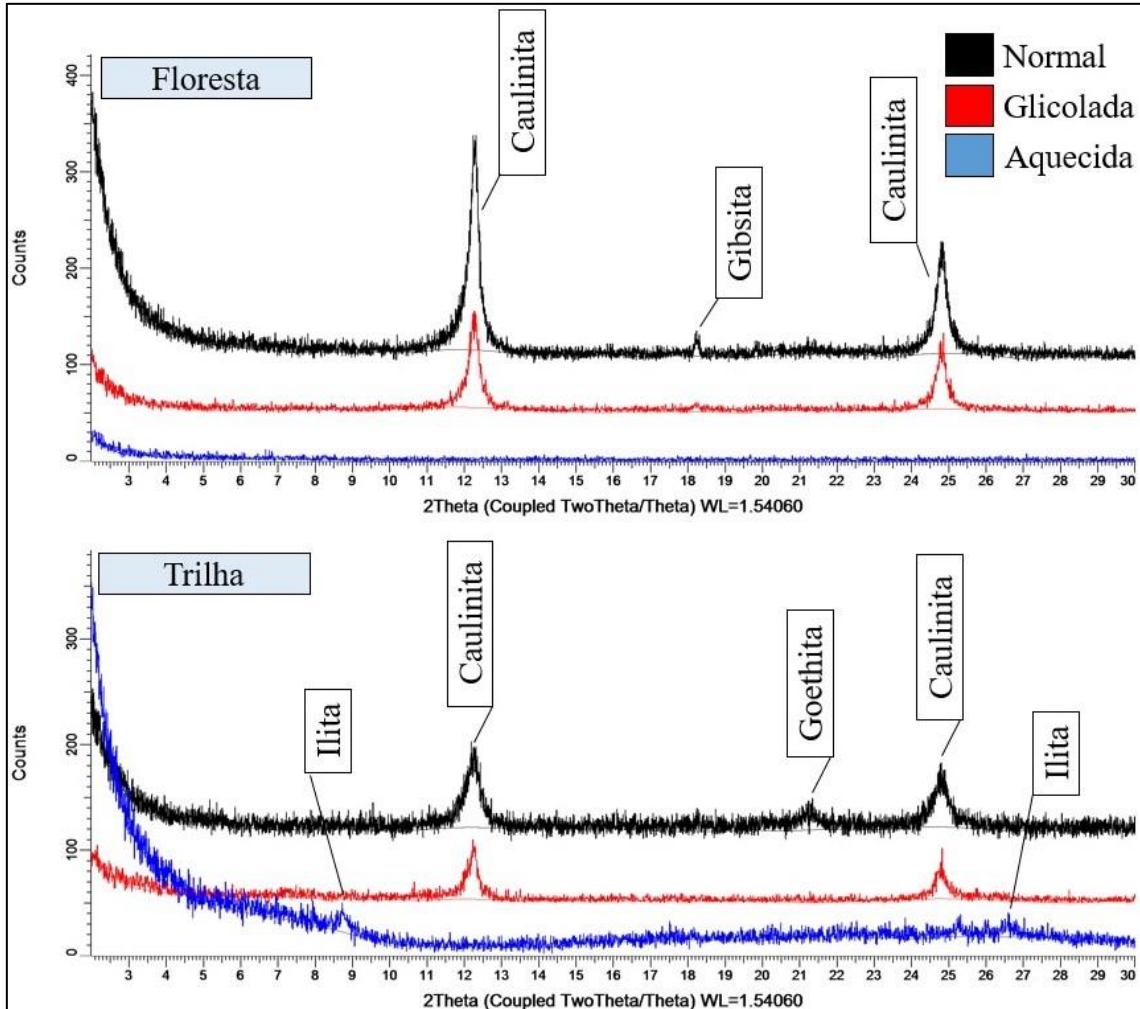 Floresta
Caulinita
Gibsita
Caulinita
Normal
Glicolada
Aquecida
Counts
400
300
200
100
0
3 4 5 6 7 8 9 10 11 12 13 14 15 16 17 18 19 20 21 22 23 24 25 26 27 28 29 30
2Theta (Coupled TwoTheta/Theta) WL=1.54060
Trilha
Ilita
Caulinita
Goethita
Caulinita
Ilita
Counts
300
200
100
0
3 4 5 6 7 8 9 10 11 12 13 14 15 16 17 18 19 20 21 22 23 24 25 26 27 28 29 30
2Theta (Coupled TwoTheta/Theta) WL=1.54060